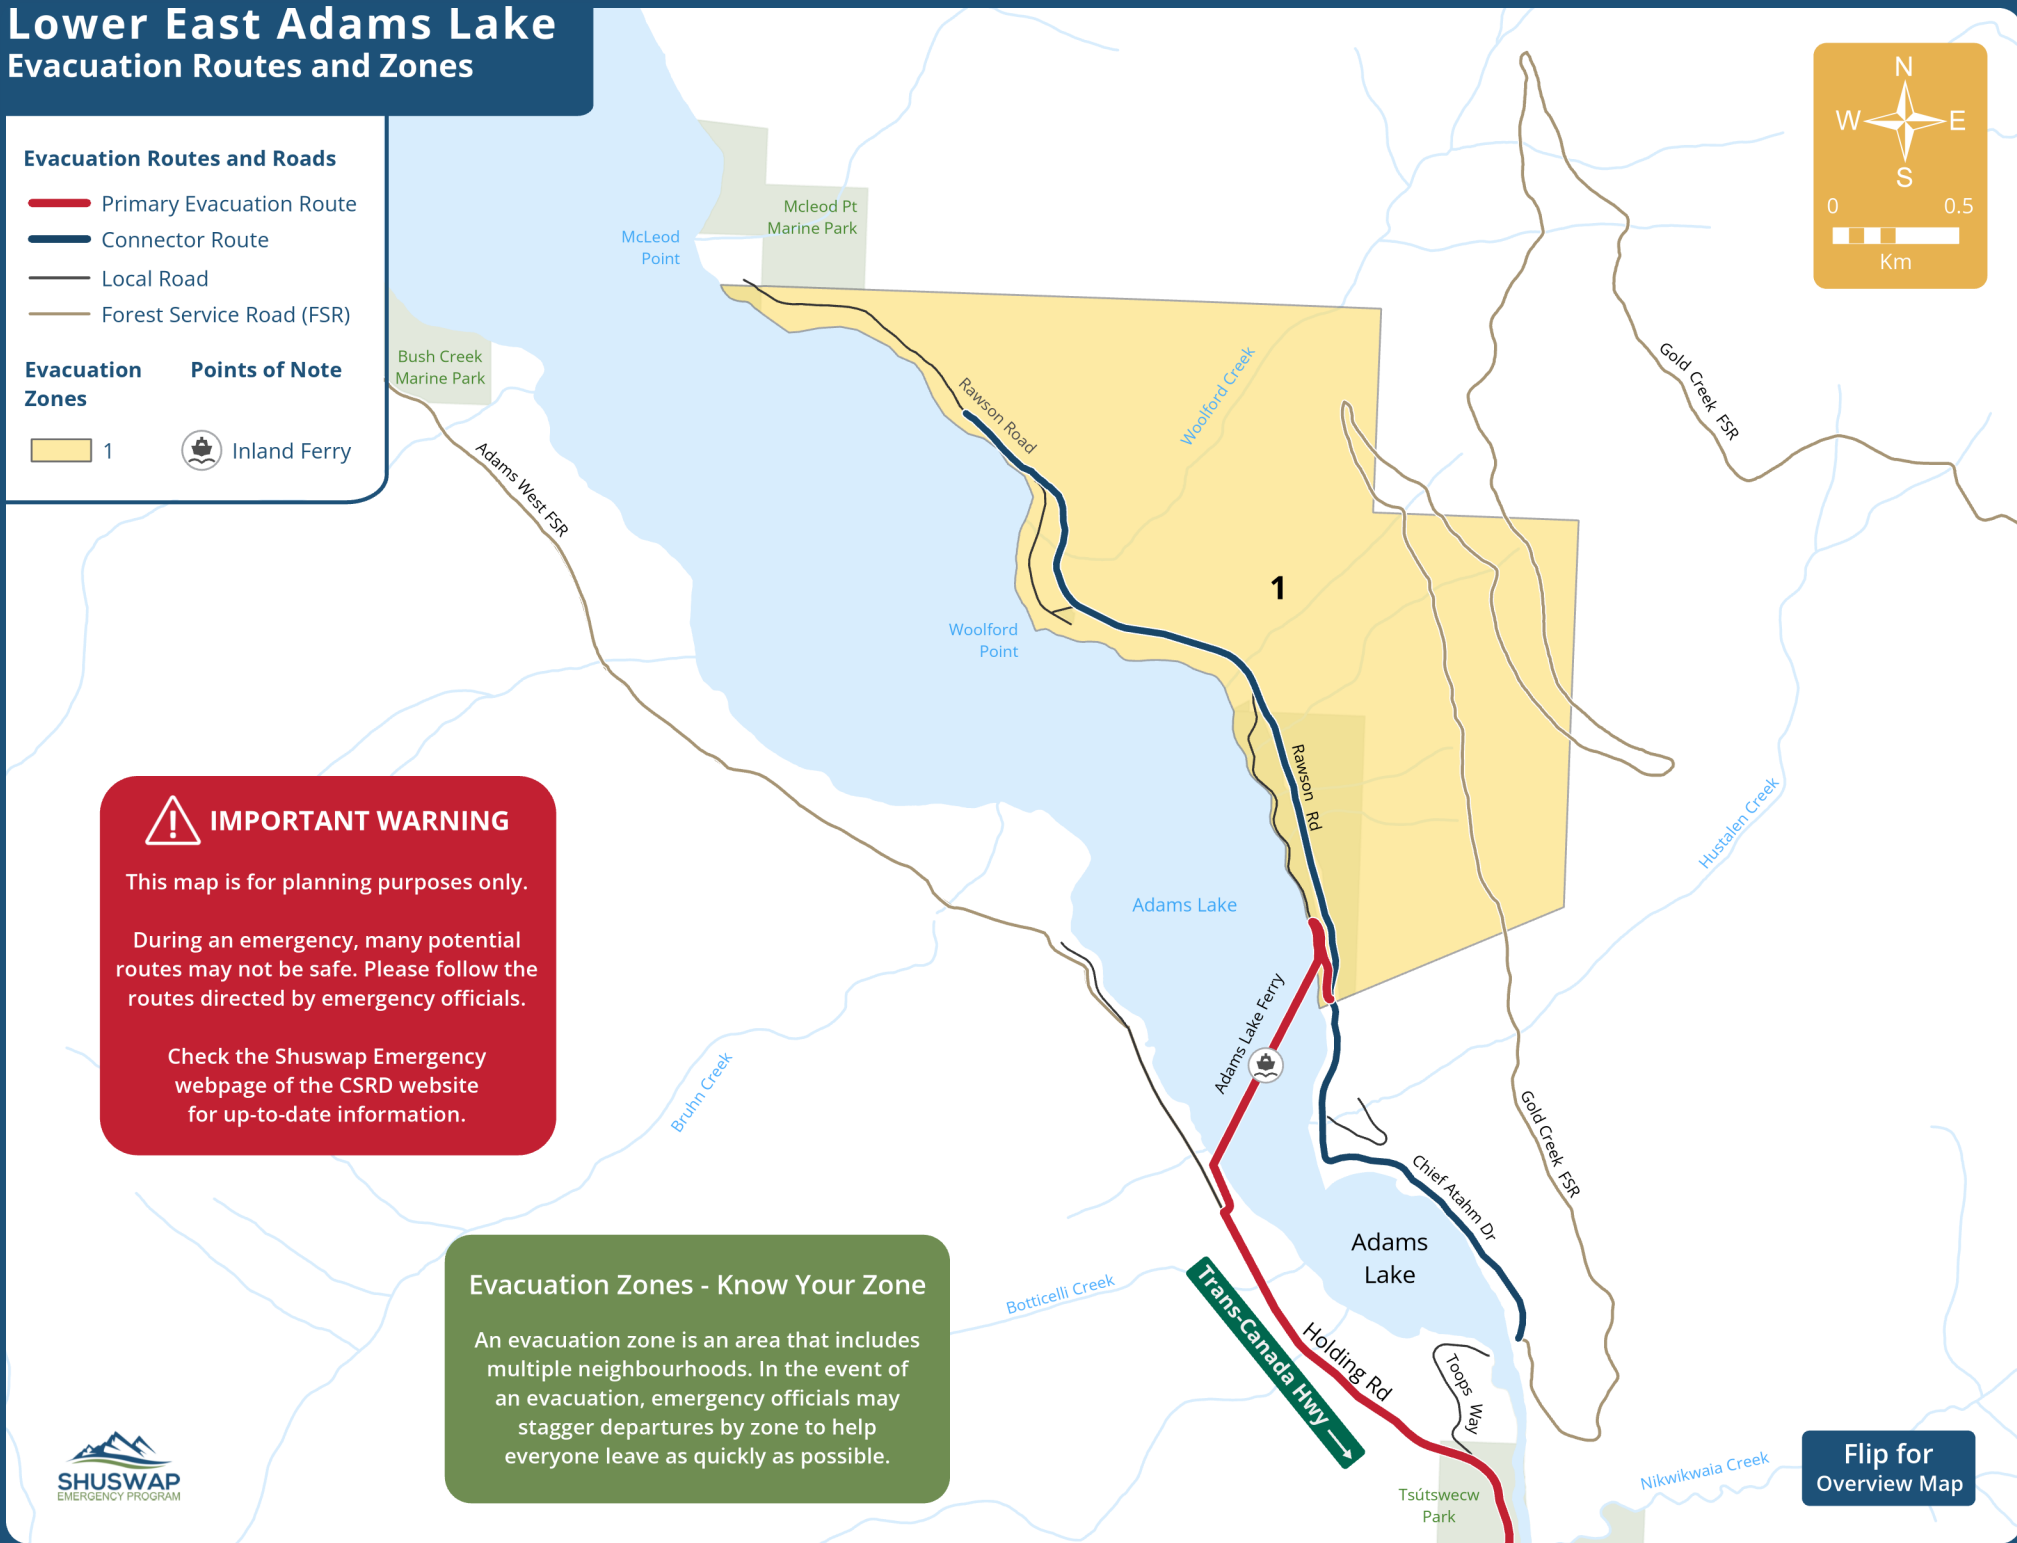 Lower East Adams Lake
Evacuation Routes and Zones
Evacuation Routes and Roads
Primary Evacuation Route
Connector Route
Local Road
Forest Service Road (FSR)
Evacuation
Zones
1
Points of Note
Inland Ferry
N
W E
S
0 0.5
Km
Mcleod Pt
Marine Park
McLeod
Point
Bush Creek
Marine Park
Adams West FSR
Rawson Road
Woolford Creek
Gold Creek FSR
1
Woolford
Point
Rawson Rd
Hustalen Creek
Adams Lake
Adams Lake Ferry
Bruhn Creek
Gold Creek FSR
Chief Atahm Dr
Adams
Lake
Botticelli Creek
Trans-Canada Hwy
Holding Rd
Toops Way
Tsútswecw
Park
Nikwikwaia Creek
IMPORTANT WARNING
This map is for planning purposes only.
During an emergency, many potential
routes may not be safe. Please follow the
routes directed by emergency officials.
Check the Shuswap Emergency
webpage of the CSRD website
for up-to-date information.
Evacuation Zones - Know Your Zone
An evacuation zone is an area that includes
multiple neighbourhoods. In the event of
an evacuation, emergency officials may
stagger departures by zone to help
everyone leave as quickly as possible.
SHUSWAP
EMERGENCY PROGRAM
Flip for
Overview Map